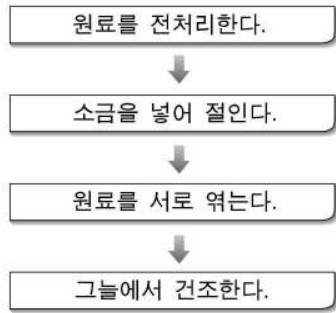 원료를 전처리한다.
소금을 넣어 절인다.
원료를 서로 엮는다.
그늘에서 건조한다.